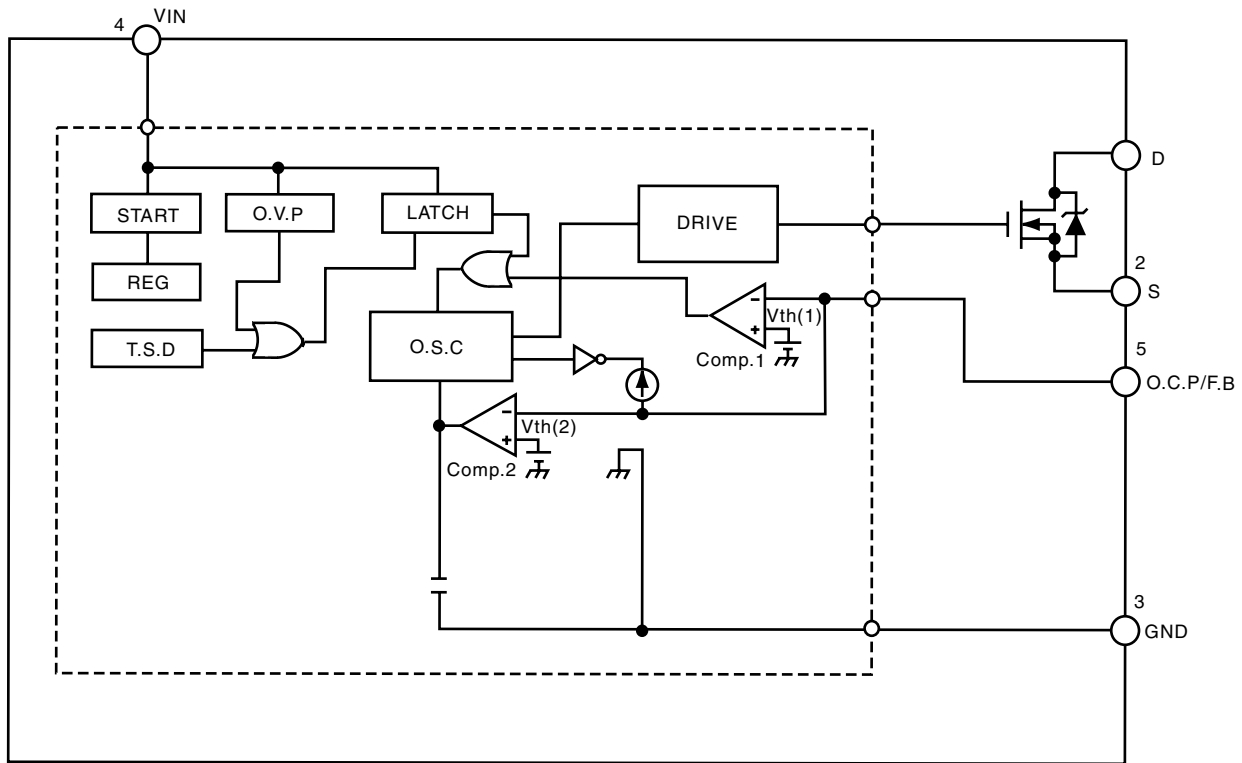 VIN
4
D
START
O.V.P
LATCH
DRIVE
2
S
REG
Vth(1)
T.S.D
O.S.C
Comp.1
5
O.C.P/F.B
Vth(2)
Comp.2
3
GND